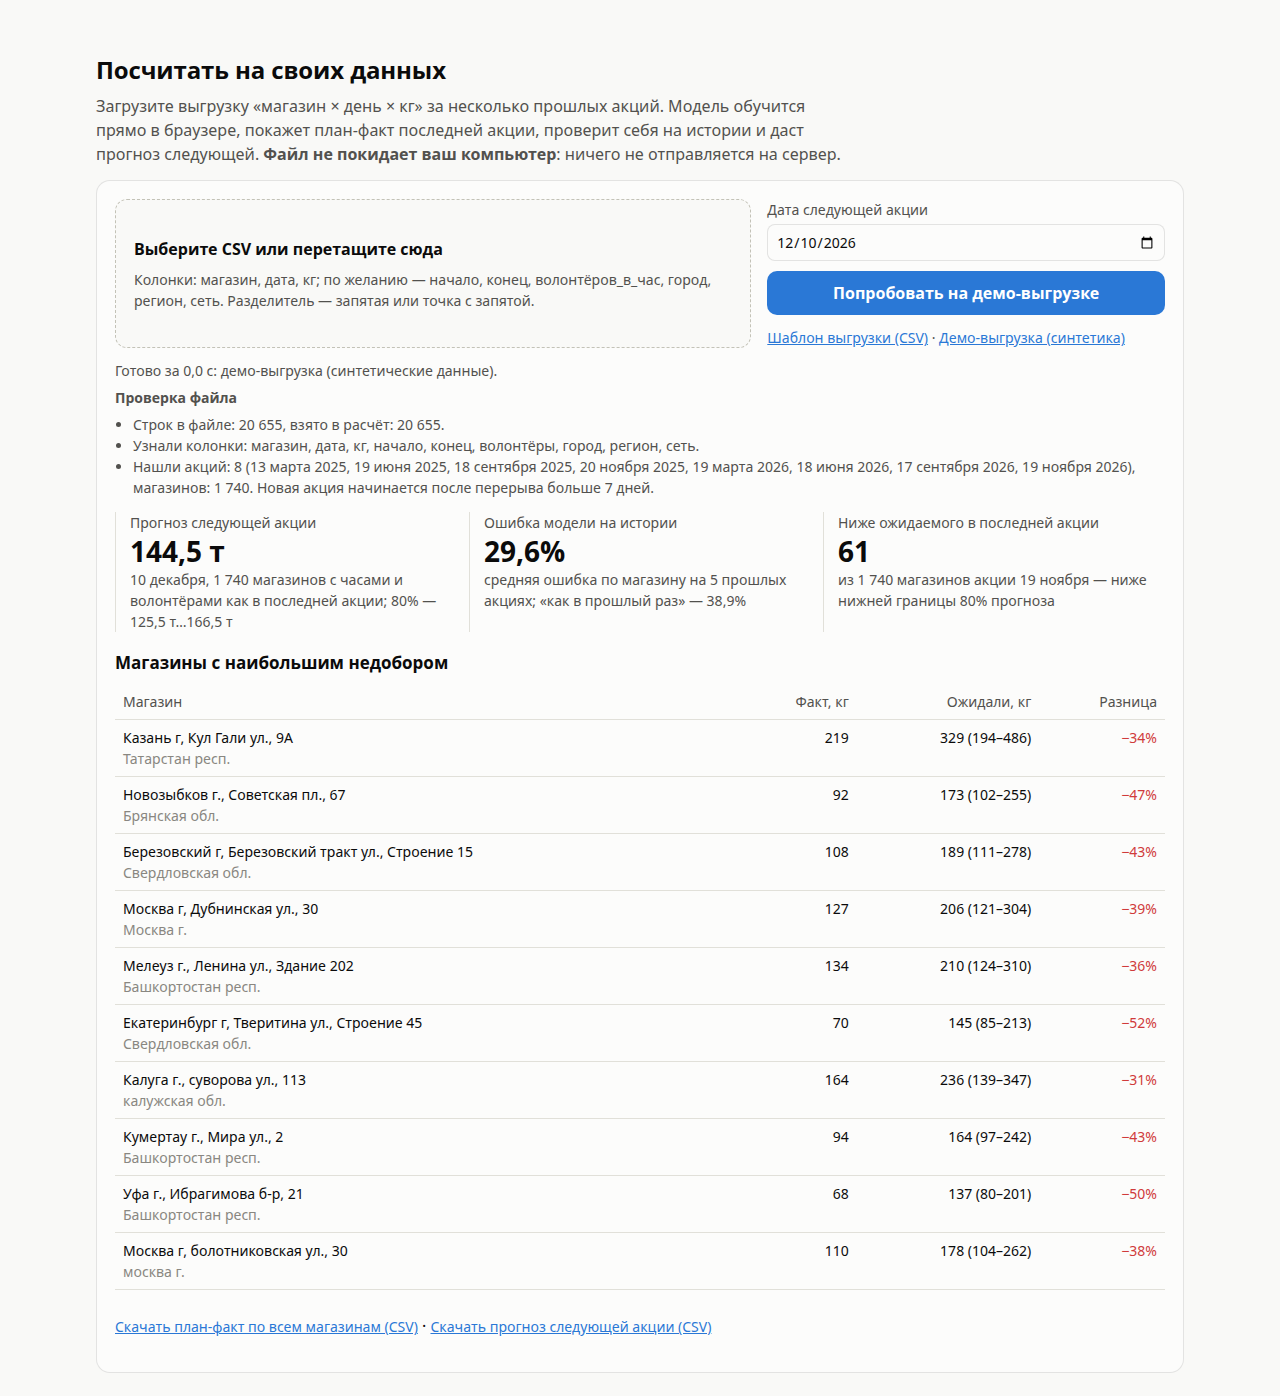 Посчитать на своих данных
Загрузите выгрузку «магазин × день × кг» за несколько прошлых акций. Модель обучится
прямо в браузере, покажет план-факт последней акции, проверит себя на истории и даст
прогноз следующей. Файл не покидает ваш компьютер: ничего не отправляется на сервер.
Выберите CSV или перетащите сюда
Колонки: магазин, дата, кг; по желанию — начало, конец, волонтёров_в_час, город,
регион, сеть. Разделитель — запятая или точка с запятой.
Дата следующей акции
12/10/2026
Попробовать на демо-выгрузке
Шаблон выгрузки (CSV) · Демо-выгрузка (синтетика)
Готово за 0,0 с: демо-выгрузка (синтетические данные).
Проверка файла
• Строк в файле: 20 655, взято в расчёт: 20 655.
• Узнали колонки: магазин, дата, кг, начало, конец, волонтёры, город, регион, сеть.
• Нашли акций: 8 (13 марта 2025, 19 июня 2025, 18 сентября 2025, 20 ноября 2025, 19 марта 2026, 18 июня 2026, 17 сентября 2026, 19 ноября 2026),
магазинов: 1 740. Новая акция начинается после перерыва больше 7 дней.
Прогноз следующей акции
144,5 т
10 декабря, 1 740 магазинов с часами и
волонтёрами как в последней акции; 80% —
125,5 т…166,5 т
Ошибка модели на истории
29,6%
средняя ошибка по магазину на 5 прошлых
акциях; «как в прошлый раз» — 38,9%
Ниже ожидаемого в последней акции
61
из 1 740 магазинов акции 19 ноября — ниже
нижней границы 80% прогноза
Магазины с наибольшим недобором
Магазин Факт, кг Ожидали, кг Разница
Казань г, Кул Гали ул., 9А 219 329 (194–486) −34%
Татарстан респ.
Новозыбков г., Советская пл., 67 92 173 (102–255) −47%
Брянская обл.
Березовский г, Березовский тракт ул., Строение 15 108 189 (111–278) −43%
Свердловская обл.
Москва г, Дубнинская ул., 30 127 206 (121–304) −39%
Москва г.
Мелеуз г., Ленина ул., Здание 202 134 210 (124–310) −36%
Башкортостан респ.
Екатеринбург г, Тверитина ул., Строение 45 70 145 (85–213) −52%
Свердловская обл.
Калуга г., суворова ул., 113 164 236 (139–347) −31%
калужская обл.
Кумертау г., Мира ул., 2 94 164 (97–242) −43%
Башкортостан респ.
Уфа г., Ибрагимова б-р, 21 68 137 (80–201) −50%
Башкортостан респ.
Москва г, болотниковская ул., 30 110 178 (104–262) −38%
москва г.
Скачать план-факт по всем магазинам (CSV) · Скачать прогноз следующей акции (CSV)